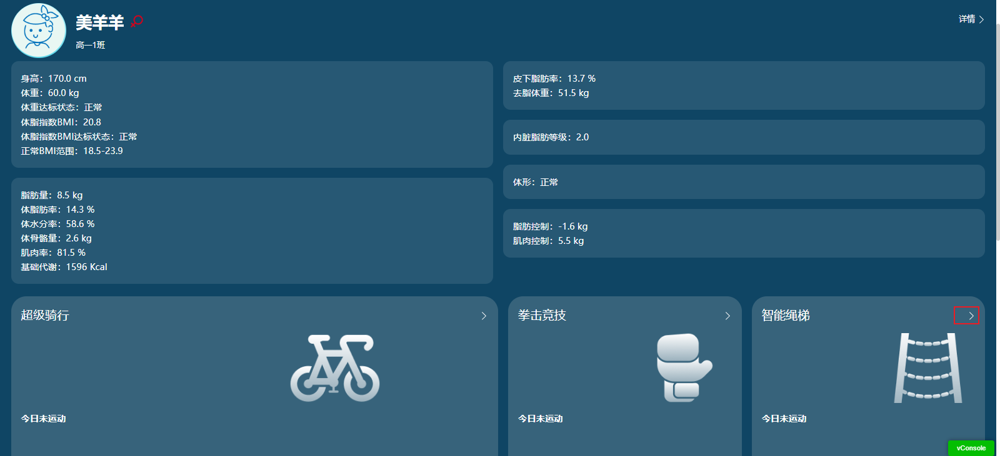 美羊羊
详情
高一1班
身高：170.0 cm
体重：60.0 kg
体重达标状态：正常
体脂指数BMI：20.8
体脂指数BMI达标状态：正常
正常BMI范围：18.5-23.9
脂肪量：8.5 kg
体脂肪率：14.3 %
体水分率：58.6 %
体骨骼量：2.6 kg
肌肉率：81.5 %
基础代谢：1596 Kcal
皮下脂肪率：13.7 %
去脂体重：51.5 kg
内脏脂肪等级：2.0
体形：正常
脂肪控制：-1.6 kg
肌肉控制：5.5 kg
超级骑行
今日未运动
拳击竞技
今日未运动
智能绳梯
今日未运动
vConsole